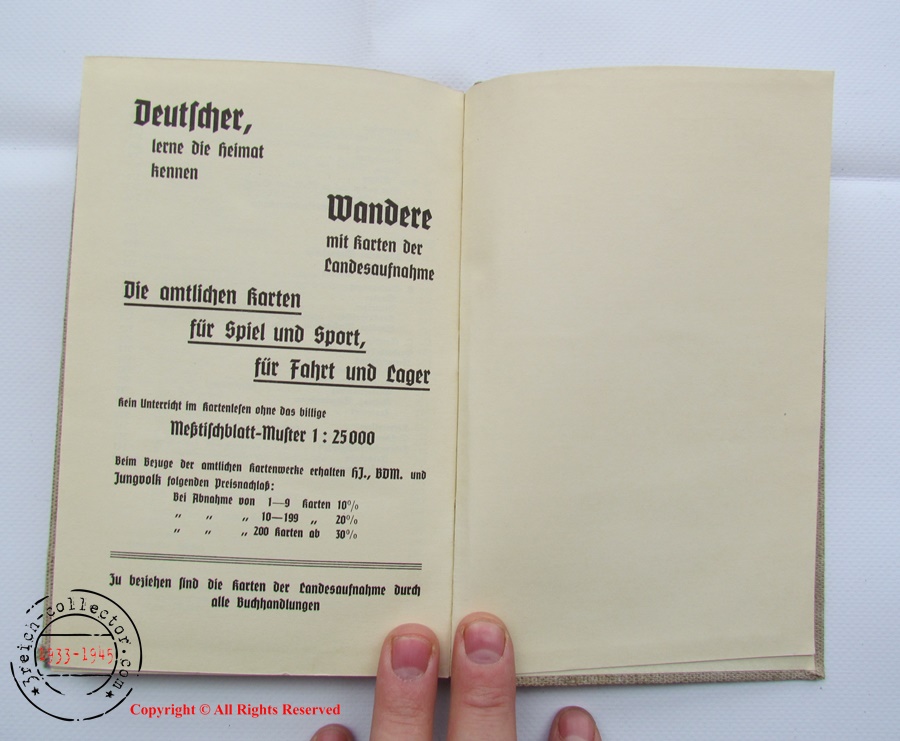 Deutscher,
lerne die Heimat
kennen
Wandere
mit Karten der
Landesaufnahme
Die amtlichen Karten
für Spiel und Sport,
für Fahrt und Lager
Kein Unterricht im Kartenlesen ohne das billige
Meßtischblatt-Muster 1 : 25000
Beim Bezuge der amtlichen Kartenwerke erhalten HJ., BDM. und
Jungvolk folgenden Preisnachlaß:
Bei Abnahme von 1—9 Karten 10%
„ „ „ 10—199 „ 20%
„ „ „ 200 Karten ab 30%
Zu beziehen sind die Karten der Landesaufnahme durch
alle Buchhandlungen
3reich-collector.com
1933-1945
Copyright © All Rights Reserved